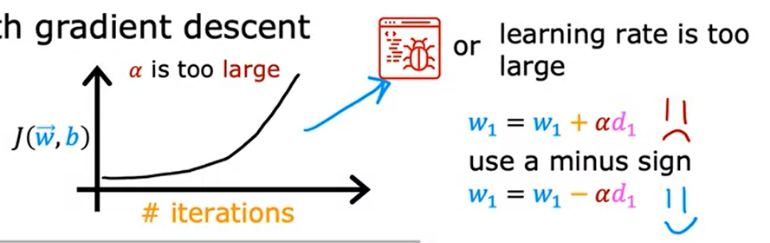 th gradient descent
α is too large
J(w⃗, b)
# iterations
or learning rate is too
large
w₁ = w₁ + αd₁
use a minus sign
w₁ = w₁ − αd₁